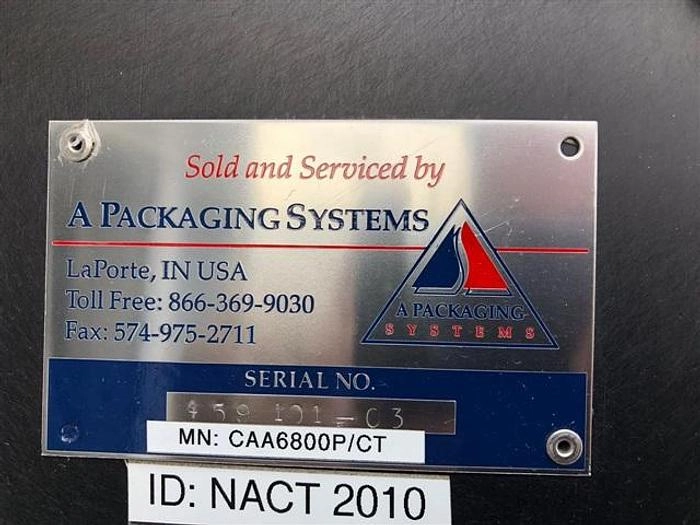 Sold and Serviced by
A PACKAGING SYSTEMS
LaPorte, IN USA
Toll Free: 866-369-9030
Fax: 574-975-2711
A PACKAGING
SYSTEMS
SERIAL NO.
MN: CAA6800P/CT
ID: NACT 2010